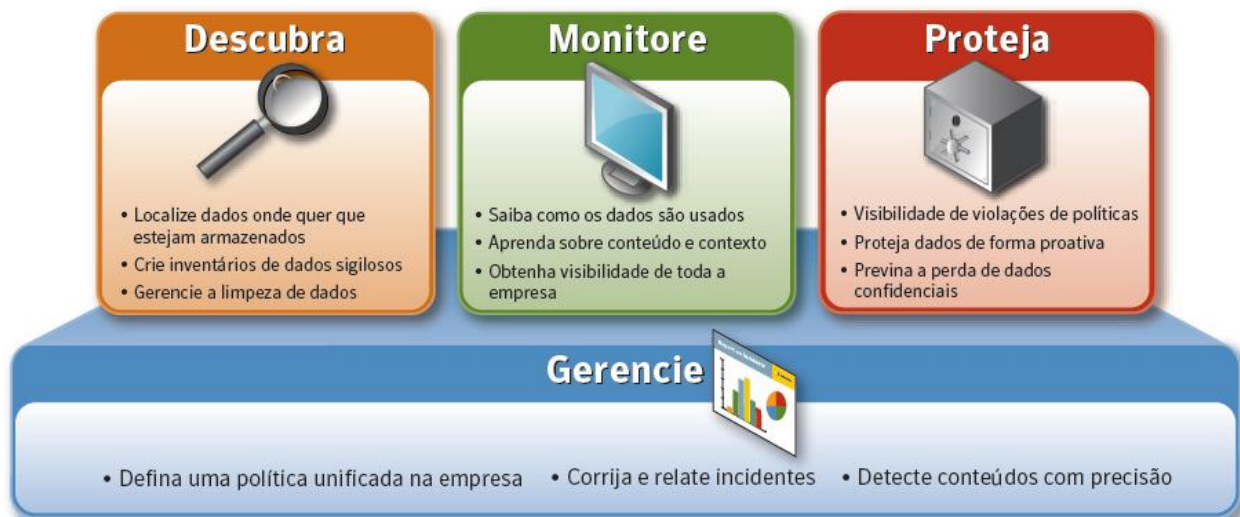 Descubra
• Localize dados onde quer que
estejam armazenados
• Crie inventários de dados sigilosos
• Gerencie a limpeza de dados
Monitore
• Saiba como os dados são usados
• Aprenda sobre conteúdo e contexto
• Obtenha visibilidade de toda a
empresa
Proteja
• Visibilidade de violações de políticas
• Proteja dados de forma proativa
• Previna a perda de dados
confidenciais
Gerencie
• Defina uma política unificada na empresa • Corrija e relate incidentes • Detecte conteúdos com precisão